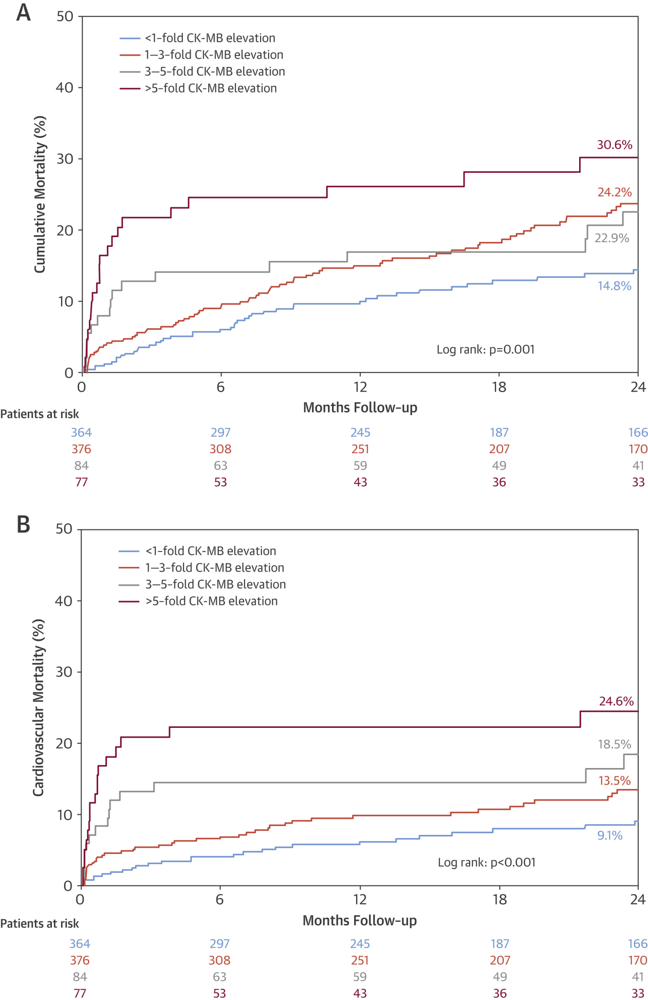 A
50
<1-fold CK-MB elevation
1–3-fold CK-MB elevation
3–5-fold CK-MB elevation
>5-fold CK-MB elevation
40
30
20
10
0
Cumulative Mortality (%)
30.6%
24.2%
22.9%
14.8%
Log rank: p=0.001
0 6 12 18 24
Months Follow-up
Patients at risk
364 297 245 187 166
376 308 251 207 170
84 63 59 49 41
77 53 43 36 33
B
50
<1-fold CK-MB elevation
1–3-fold CK-MB elevation
3–5-fold CK-MB elevation
>5-fold CK-MB elevation
40
30
20
10
0
Cardiovascular Mortality (%)
24.6%
18.5%
13.5%
9.1%
Log rank: p<0.001
0 6 12 18 24
Months Follow-up
Patients at risk
364 297 245 187 166
376 308 251 207 170
84 63 59 49 41
77 53 43 36 33